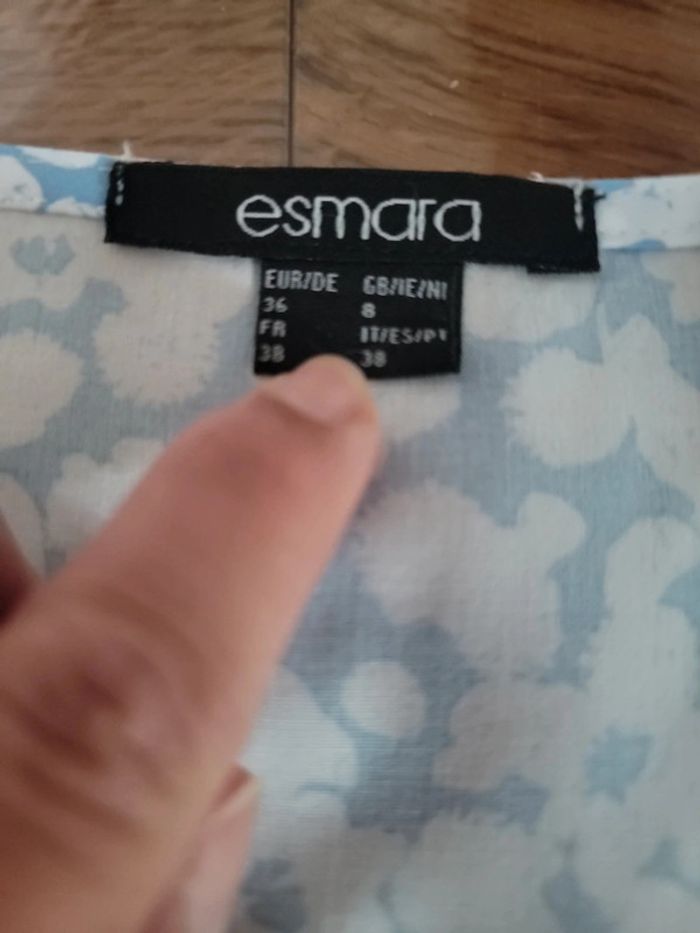 esmara
EUR/DE GB/IE/NI
36 8
FR IT/ES/PT
38 38